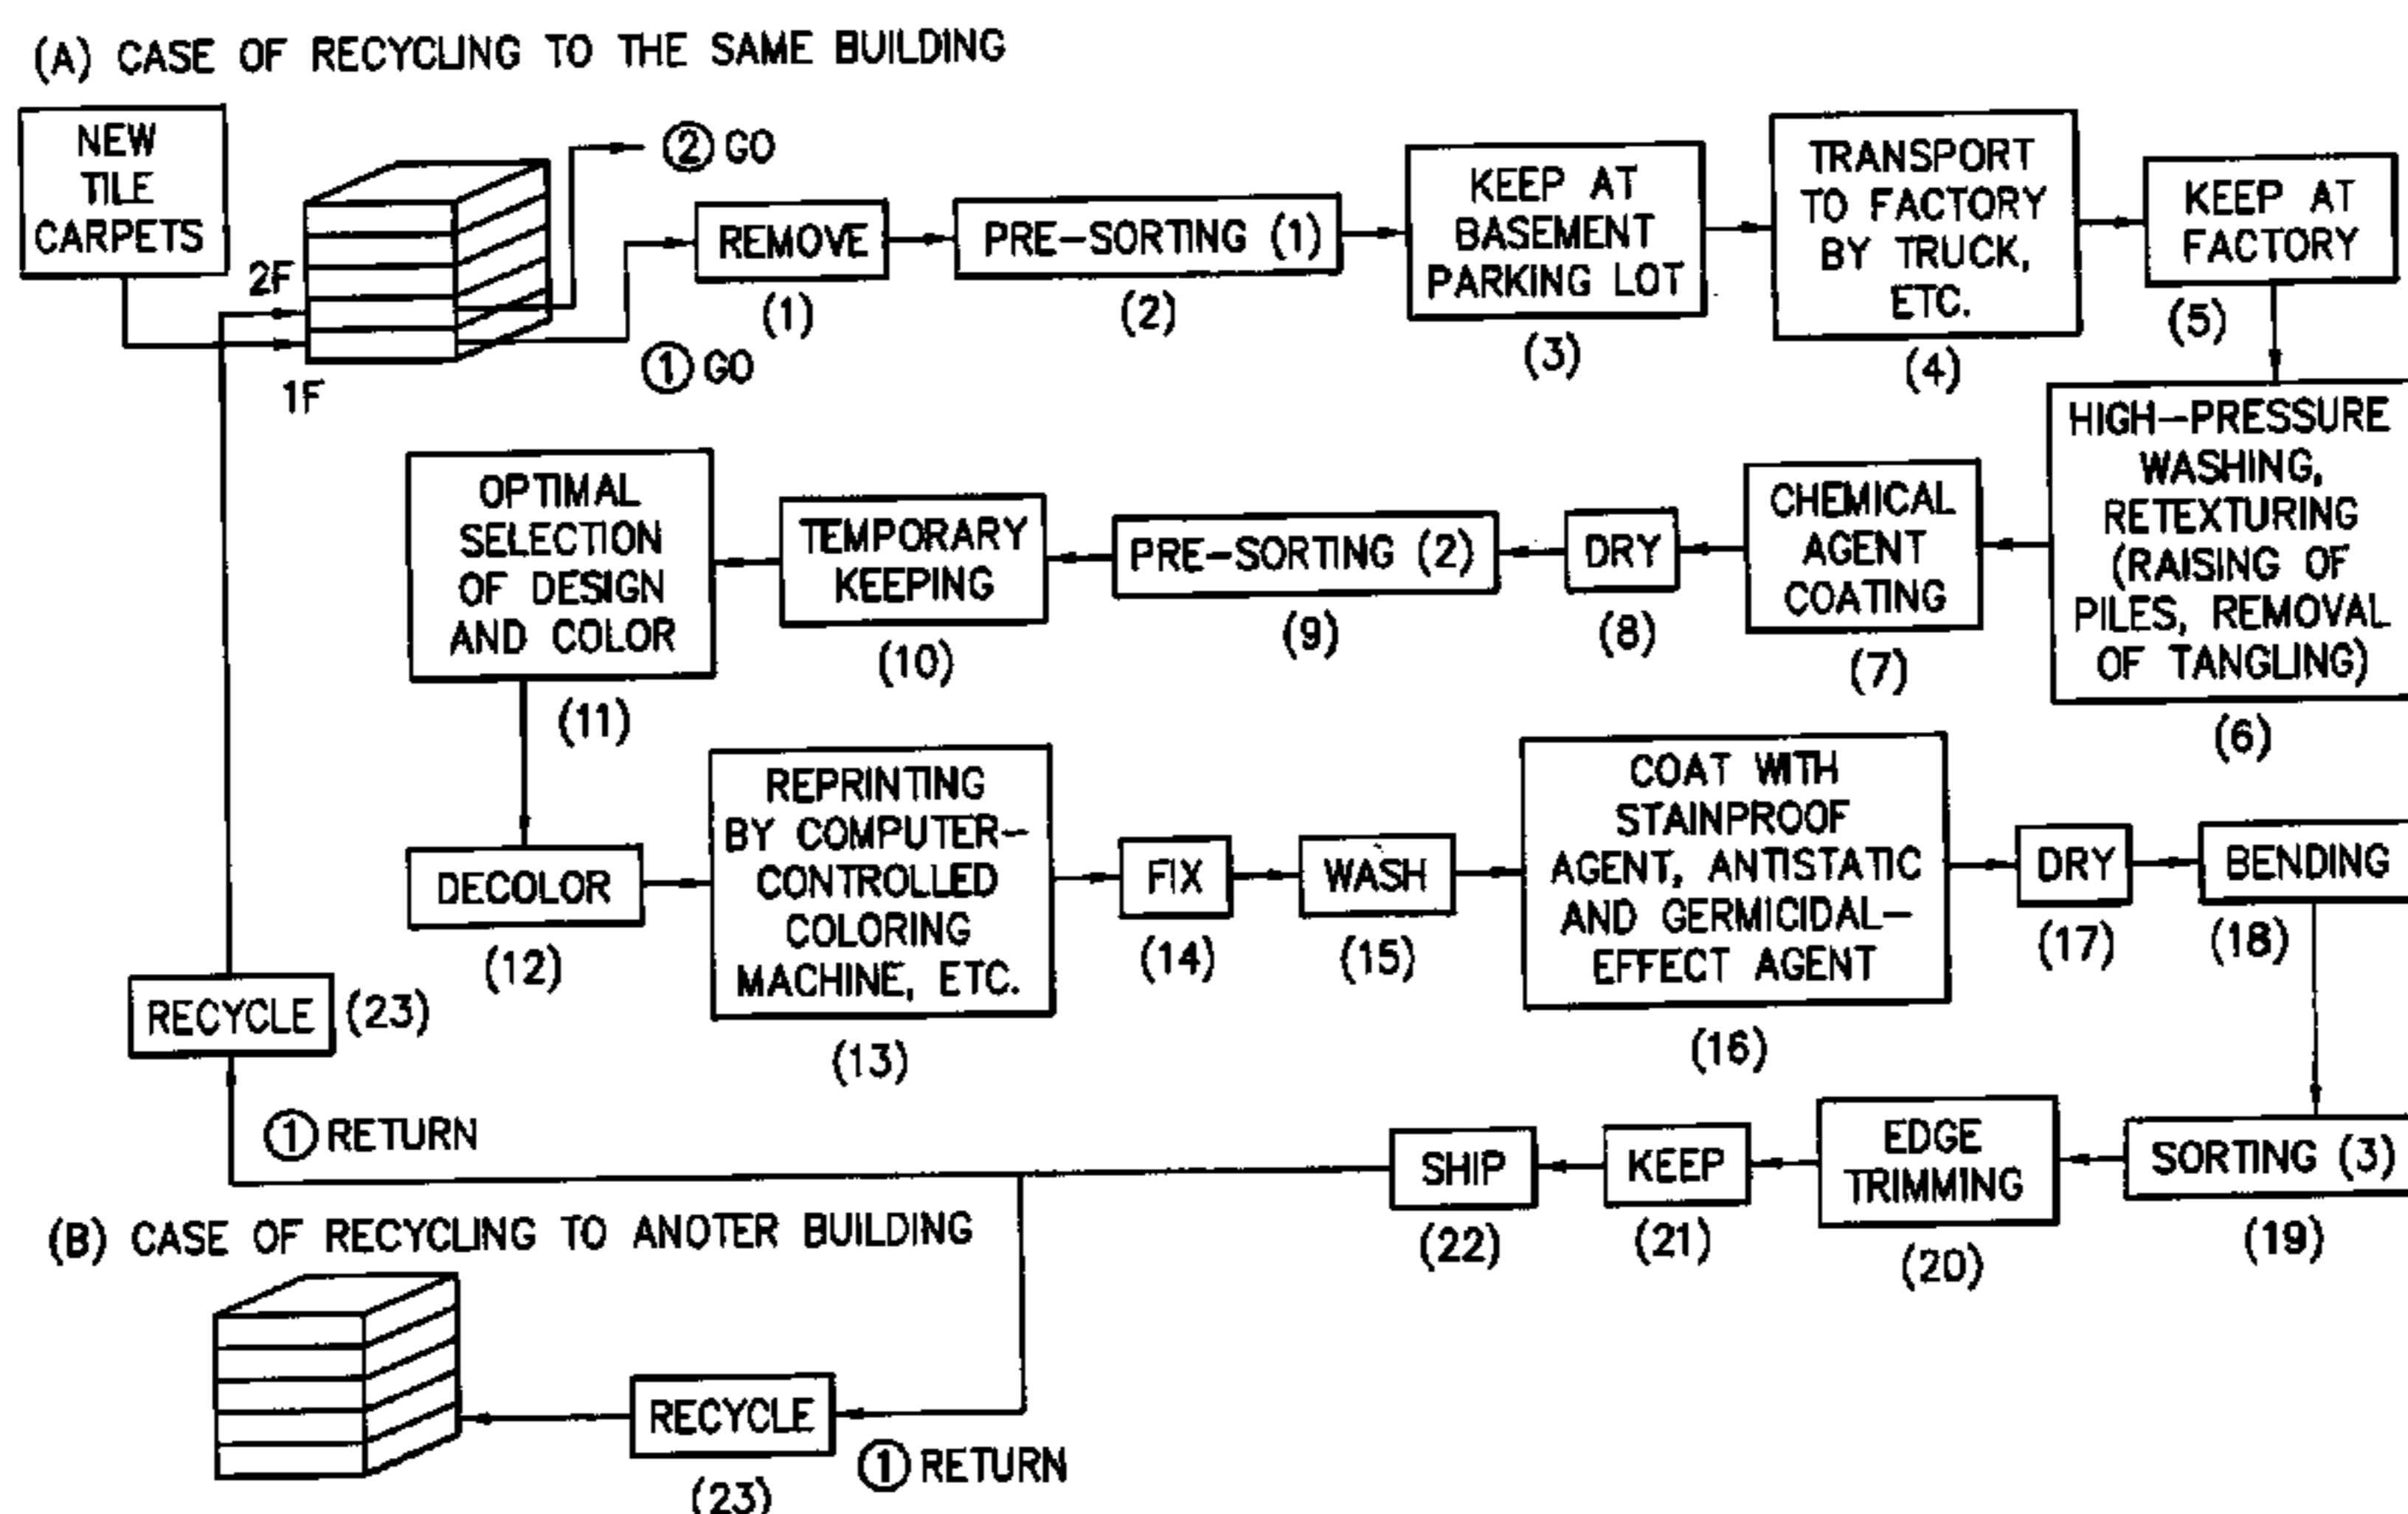 (A) CASE OF RECYCLING TO THE SAME BUILDING
NEW
TILE
CARPETS
2F
1F
② GO
① GO
REMOVE
(1)
PRE-SORTING (1)
(2)
KEEP AT
BASEMENT
PARKING LOT
(3)
TRANSPORT
TO FACTORY
BY TRUCK,
ETC.
(4)
KEEP AT
FACTORY
(5)
HIGH-PRESSURE
WASHING,
RETEXTURING
(RAISING OF
PILES, REMOVAL
OF TANGLING)
(6)
CHEMICAL
AGENT
COATING
(7)
DRY
(8)
PRE-SORTING (2)
(9)
TEMPORARY
KEEPING
(10)
OPTIMAL
SELECTION
OF DESIGN
AND COLOR
(11)
DECOLOR
(12)
REPRINTING
BY COMPUTER-
CONTROLLED
COLORING
MACHINE, ETC.
(13)
FIX
(14)
WASH
(15)
COAT WITH
STAINPROOF
AGENT, ANTISTATIC
AND GERMICIDAL-
EFFECT AGENT
(16)
DRY
(17)
BENDING
(18)
SORTING (3)
(19)
EDGE
TRIMMING
(20)
KEEP
(21)
SHIP
(22)
RECYCLE (23)
① RETURN
(B) CASE OF RECYCLING TO ANOTER BUILDING
RECYCLE
(23)
① RETURN